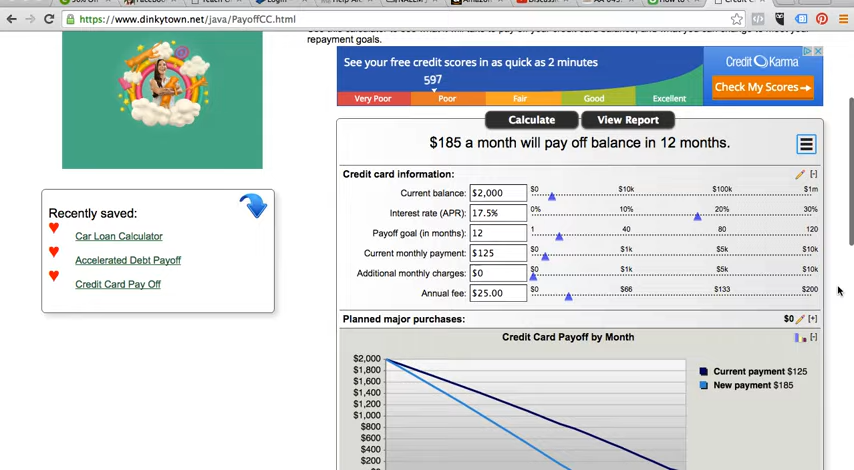 Login
Amazon
How to
https://www.dinkytown.net/java/PayoffCC.html
repayment goals.
See your free credit scores in as quick as 2 minutes
597
Very Poor Poor Fair Good Excellent
Credit Karma
Check My Scores→
Calculate View Report
$185 a month will pay off balance in 12 months.
Credit card information: [-]
Current balance: $2,000 $0 $10k $100k $1m
Interest rate (APR): 17.5% 0% 10% 20% 30%
Payoff goal (in months): 12 1 40 80 120
Current monthly payment: $125 $0 $1k $5k $10k
Additional monthly charges: $0 $0 $1k $5k $10k
Annual fee: $25.00 $0 $66 $133 $200
Planned major purchases: $0 [+]
Recently saved:
Car Loan Calculator
Accelerated Debt Payoff
Credit Card Pay Off
Credit Card Payoff by Month [-]
$2,000
$1,800
$1,600
$1,400
$1,200
$1,000
$800
$600
$400
$200
Current payment $125
New payment $185